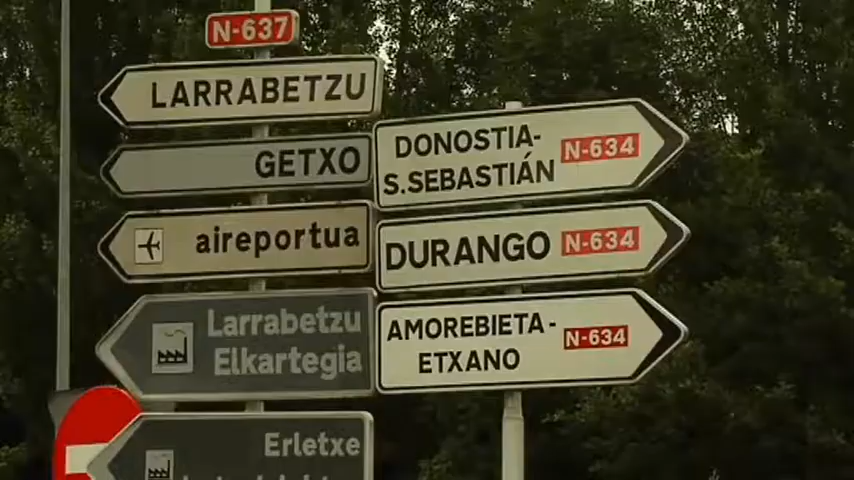 N-637
LARRABETZU
GETXO
aireportua
Larrabetzu
Elkartegia
Erletxe
DONOSTIA-
S.SEBASTIÁN N-634
DURANGO N-634
AMOREBIETA-
ETXANO N-634